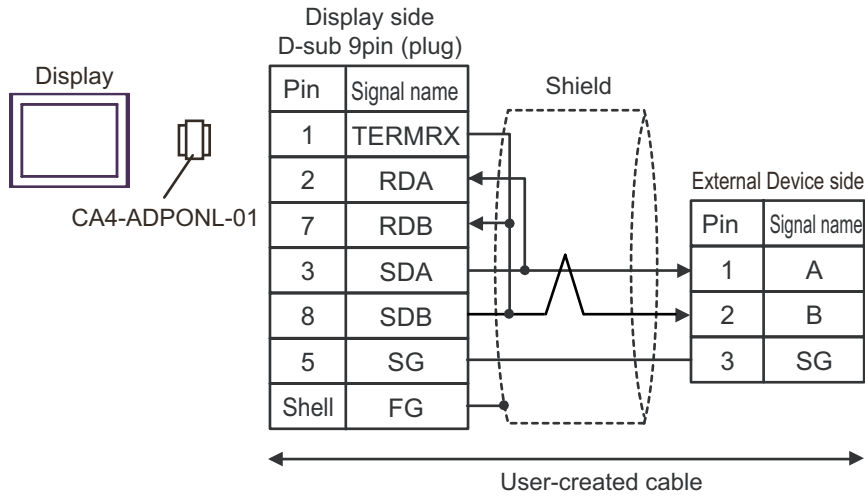 Display side
D-sub 9pin (plug)
Display
CA4-ADPONL-01
Pin Signal name
1 TERMRX
2 RDA
7 RDB
3 SDA
8 SDB
5 SG
Shell FG
Shield
External Device side
Pin Signal name
1 A
2 B
3 SG
User-created cable